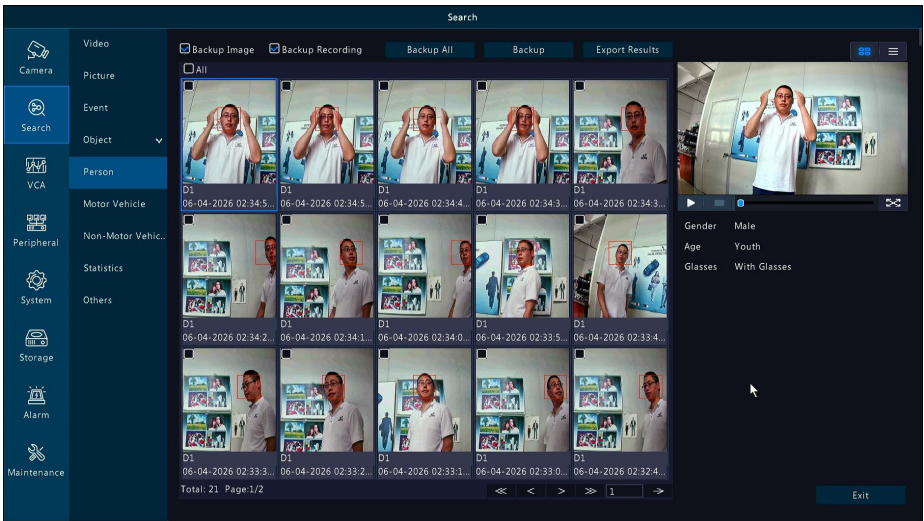 Search
Camera
Search
VCA
Peripheral
System
Storage
Alarm
Maintenance
Video
Picture
Event
Object
Person
Motor Vehicle
Non-Motor Vehic..
Statistics
Others
Backup Image Backup Recording Backup All Backup Export Results
All
D1 D1 D1 D1 D1
06-04-2026 02:34:5... 06-04-2026 02:34:5... 06-04-2026 02:34:4... 06-04-2026 02:34:3... 06-04-2026 02:34:3...
D1 D1 D1 D1 D1
06-04-2026 02:34:2... 06-04-2026 02:34:1... 06-04-2026 02:34:0... 06-04-2026 02:33:5... 06-04-2026 02:33:4...
D1 D1 D1 D1 D1
06-04-2026 02:33:3... 06-04-2026 02:33:2... 06-04-2026 02:33:1... 06-04-2026 02:33:0... 06-04-2026 02:32:4...
Total: 21 Page:1/2
1
Gender Male
Age Youth
Glasses With Glasses
Exit